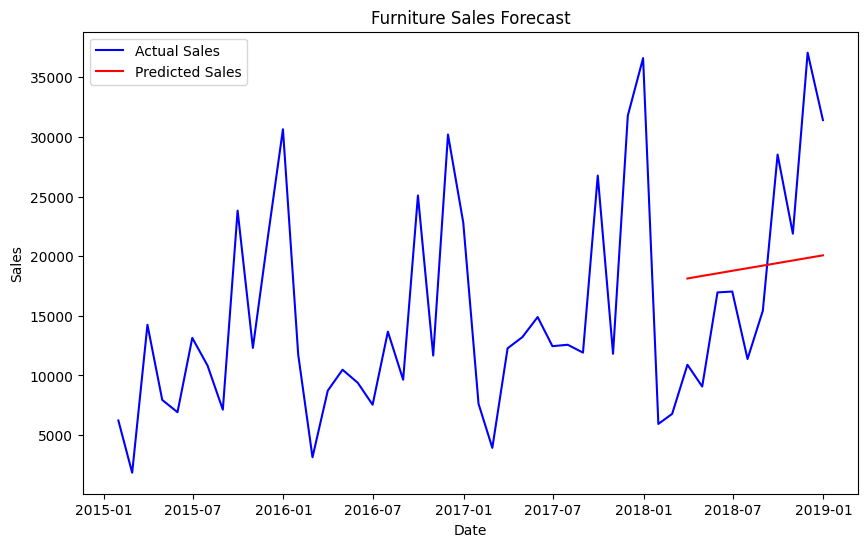 Furniture Sales Forecast
Actual Sales
Predicted Sales
Sales
35000
30000
25000
20000
15000
10000
5000
2015-01 2015-07 2016-01 2016-07 2017-01 2017-07 2018-01 2018-07 2019-01
Date